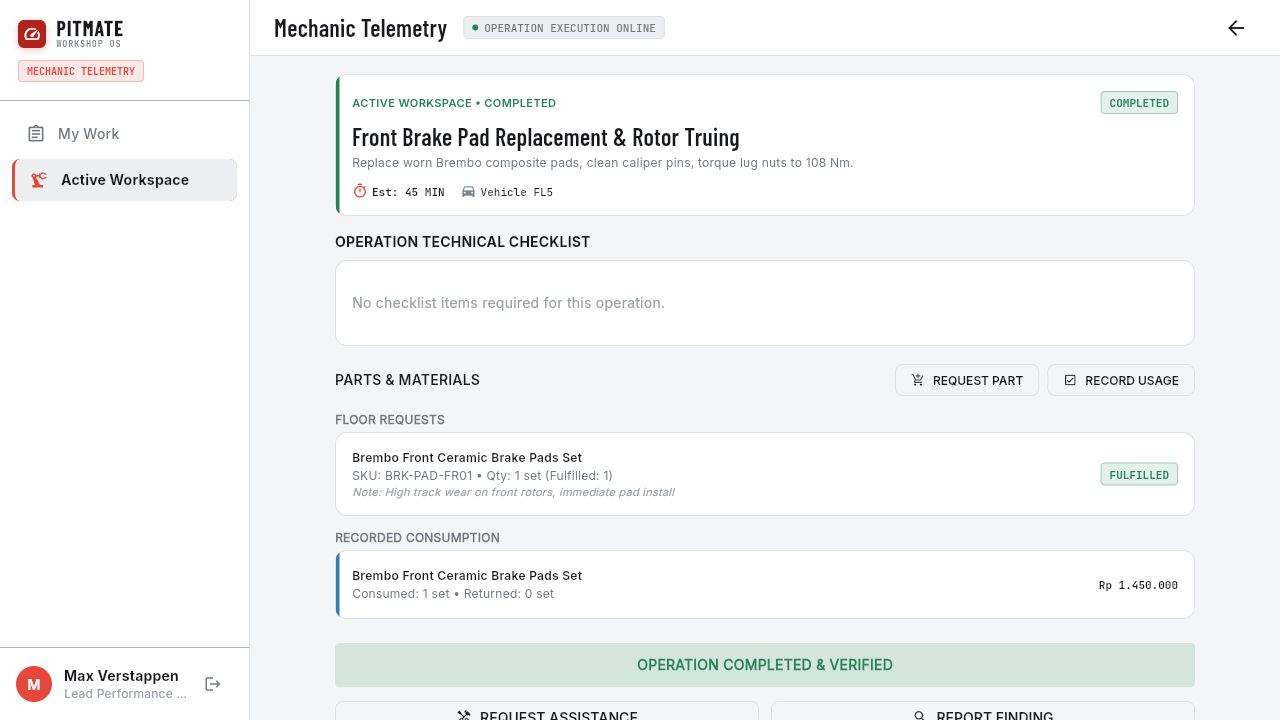 PITMATE
WORKSHOP OS
MECHANIC TELEMETRY
My Work
Active Workspace
Max Verstappen
Lead Performance ...
Mechanic Telemetry
OPERATION EXECUTION ONLINE
ACTIVE WORKSPACE • COMPLETED
COMPLETED
Front Brake Pad Replacement & Rotor Truing
Replace worn Brembo composite pads, clean caliper pins, torque lug nuts to 108 Nm.
Est: 45 MIN
Vehicle FL5
OPERATION TECHNICAL CHECKLIST
No checklist items required for this operation.
PARTS & MATERIALS
REQUEST PART
RECORD USAGE
FLOOR REQUESTS
Brembo Front Ceramic Brake Pads Set
SKU: BRK-PAD-FR01 • Qty: 1 set (Fulfilled: 1)
Note: High track wear on front rotors, immediate pad install
FULFILLED
RECORDED CONSUMPTION
Brembo Front Ceramic Brake Pads Set
Consumed: 1 set • Returned: 0 set
Rp 1.450.000
OPERATION COMPLETED & VERIFIED
REQUEST ASSISTANCE
REPORT FINDING
M